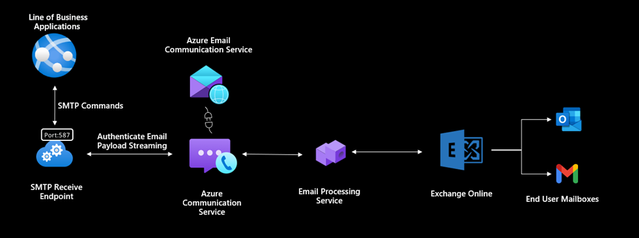 Line of Business
Applications
SMTP Commands
Port:587
SMTP Receive
Endpoint
Authenticate Email
Payload Streaming
Azure Email
Communication Service
Azure
Communication
Service
Email Processing
Service
E
Exchange Online
O
End User Mailboxes